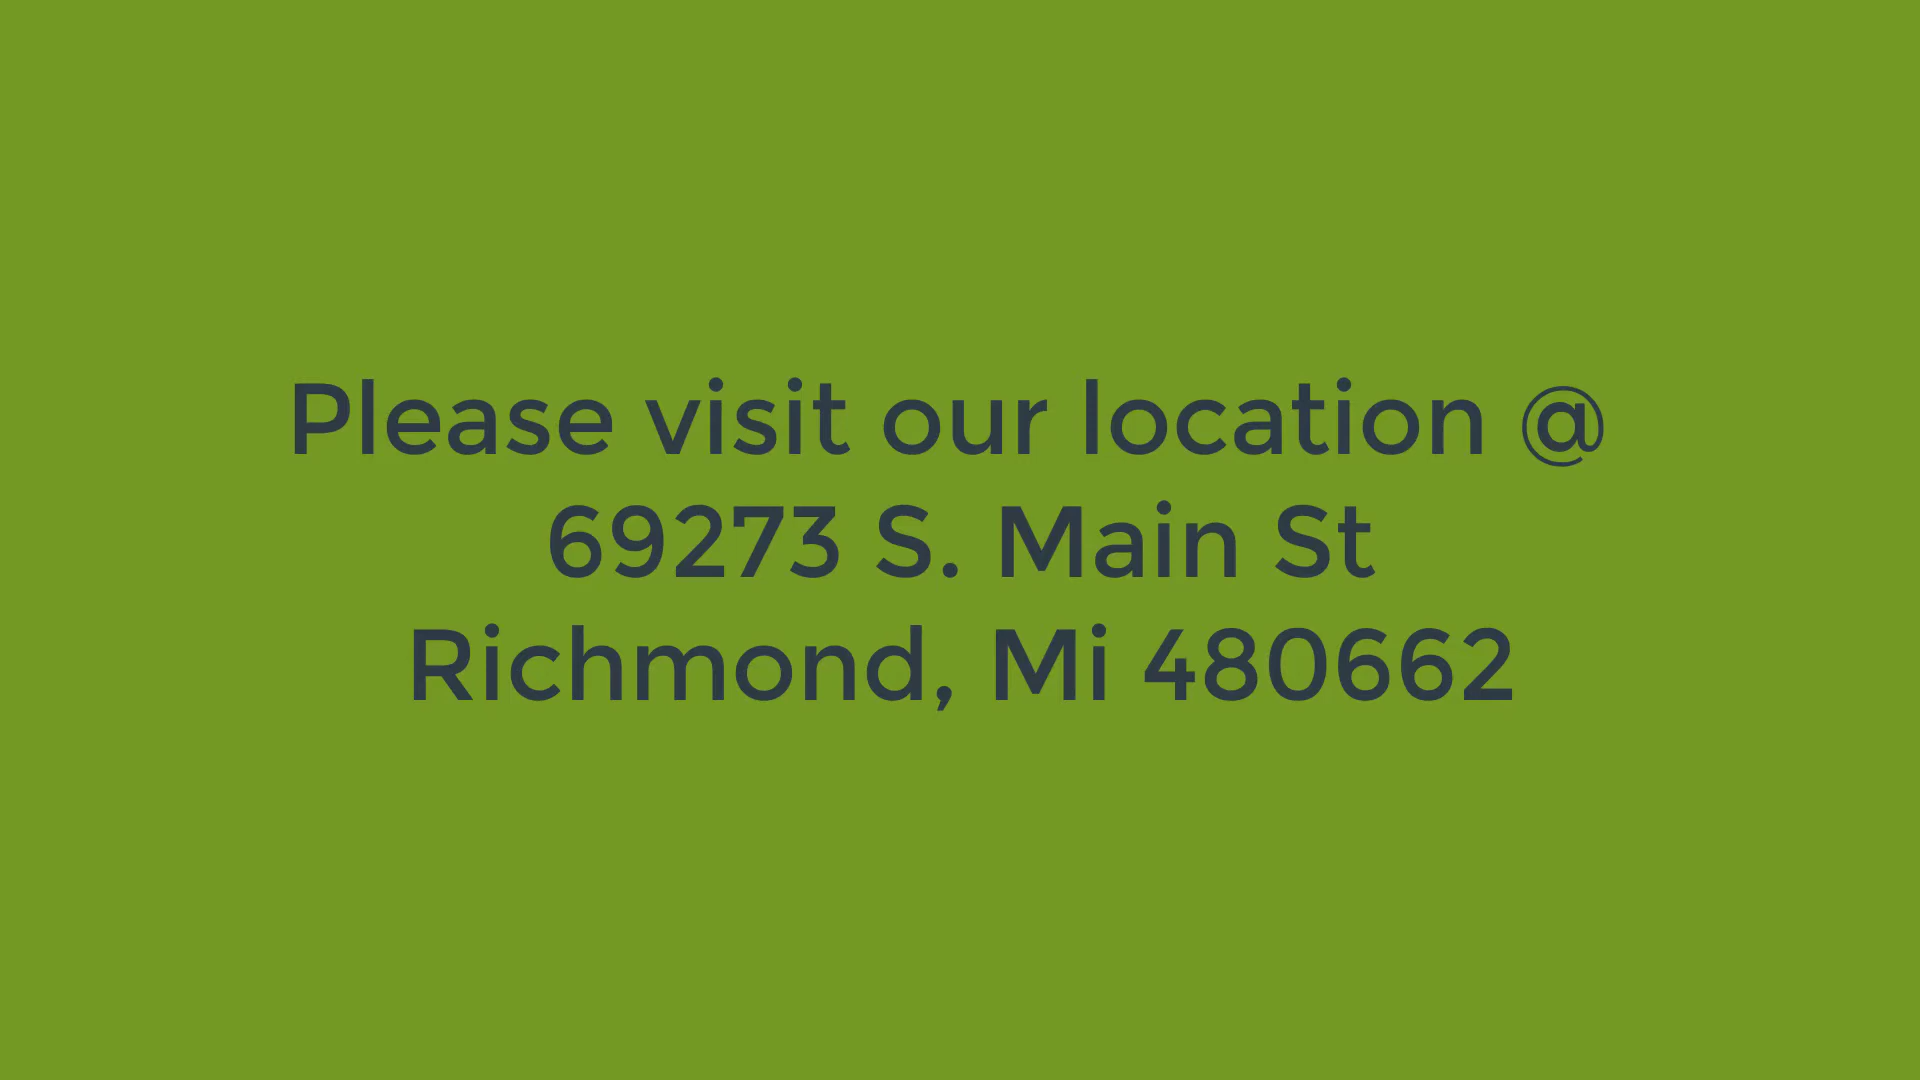 Please visit our location @
69273 S. Main St
Richmond, Mi 480662